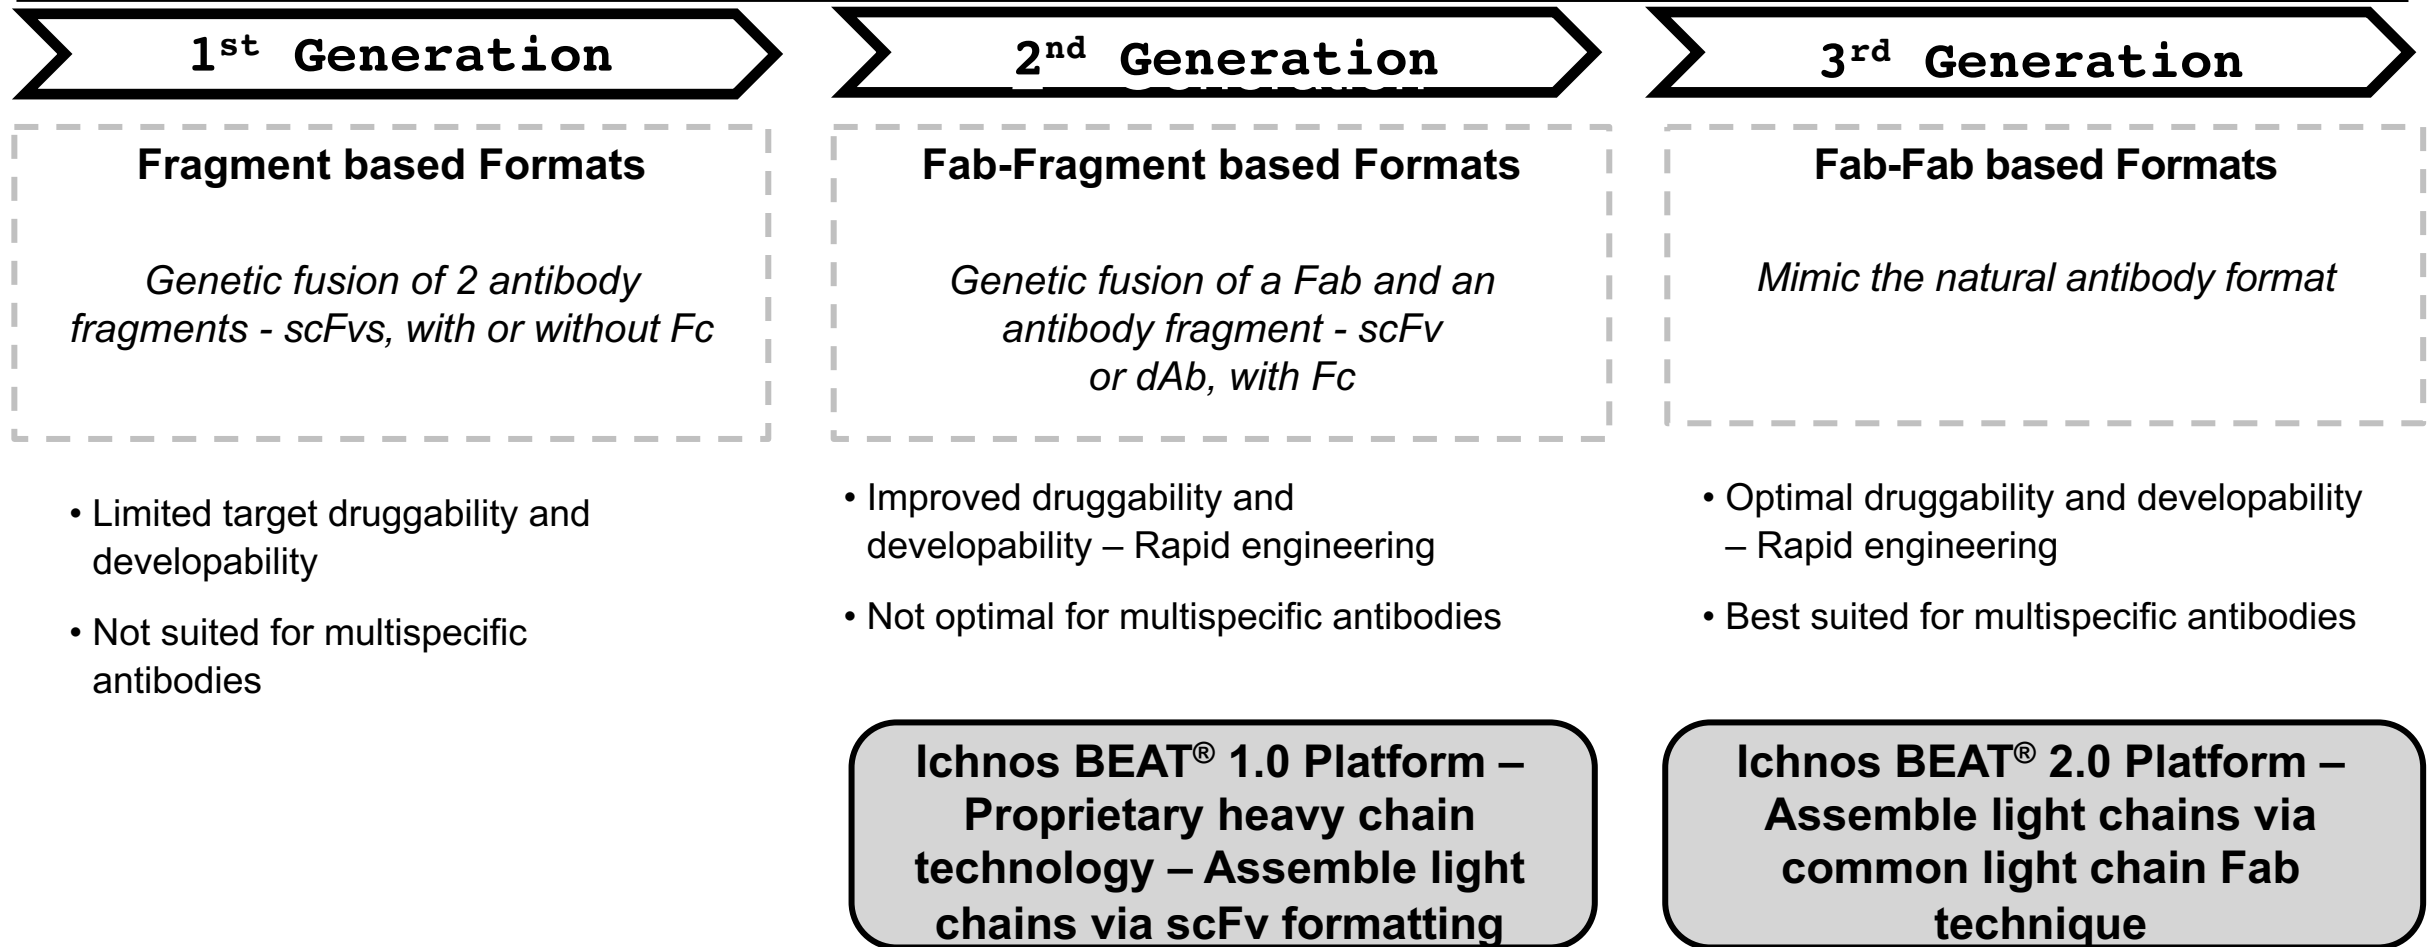 1st Generation
Fragment based Formats
Genetic fusion of 2 antibody
fragments - scFvs, with or without Fc
• Limited target druggability and
developability
• Not suited for multispecific
antibodies
2nd Generation
Fab-Fragment based Formats
Genetic fusion of a Fab and an
antibody fragment - scFv
or dAb, with Fc
• Improved druggability and
developability – Rapid engineering
• Not optimal for multispecific antibodies
Ichnos BEAT® 1.0 Platform –
Proprietary heavy chain
technology – Assemble light
chains via scFv formatting
3rd Generation
Fab-Fab based Formats
Mimic the natural antibody format
• Optimal druggability and developability
– Rapid engineering
• Best suited for multispecific antibodies
Ichnos BEAT® 2.0 Platform –
Assemble light chains via
common light chain Fab
technique